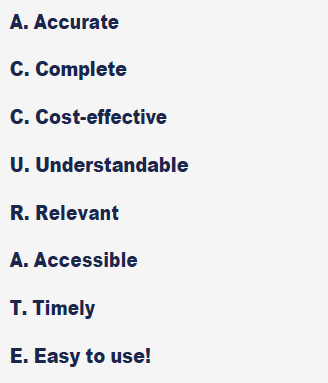 A. Accurate
C. Complete
C. Cost-effective
U. Understandable
R. Relevant
A. Accessible
T. Timely
E. Easy to use!